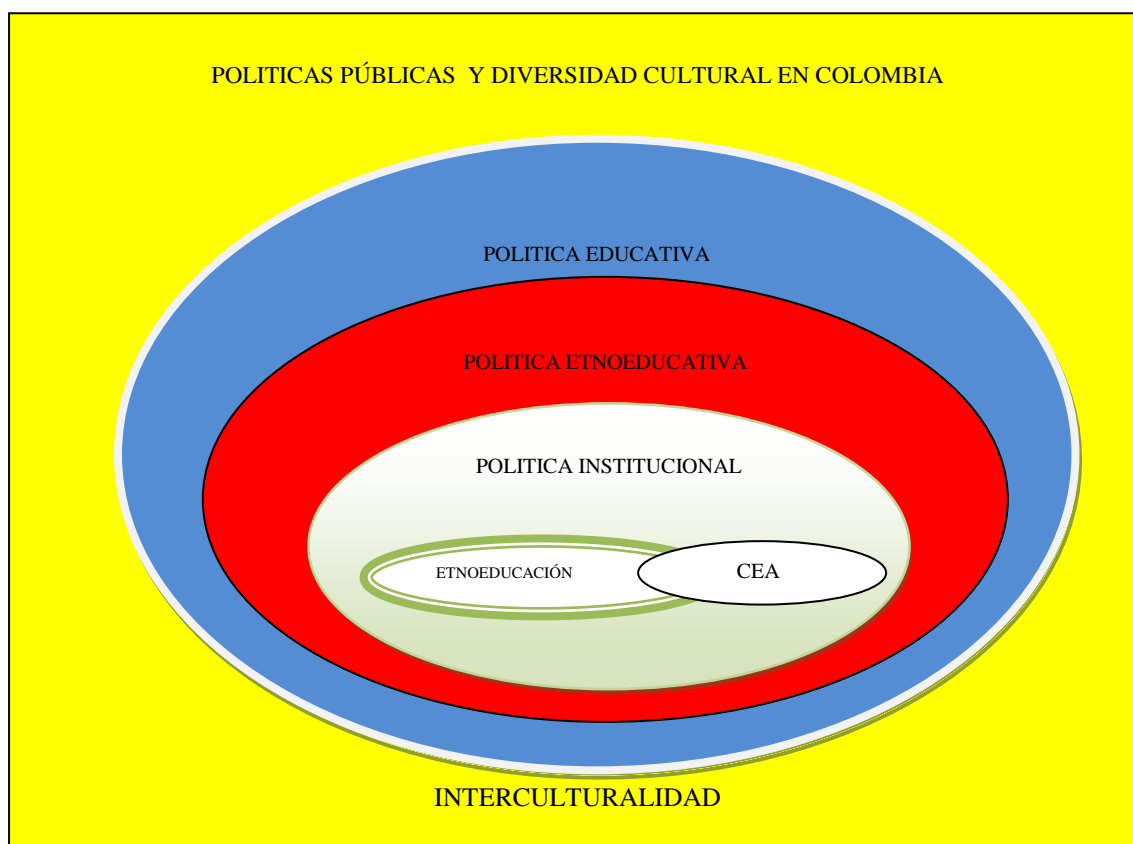 POLITICAS PÚBLICAS Y DIVERSIDAD CULTURAL EN COLOMBIA
POLITICA EDUCATIVA
POLITICA ETNOEDUCATIVA
POLITICA INSTITUCIONAL
ETNOEDUCACIÓN
CEA
INTERCULTURALIDAD